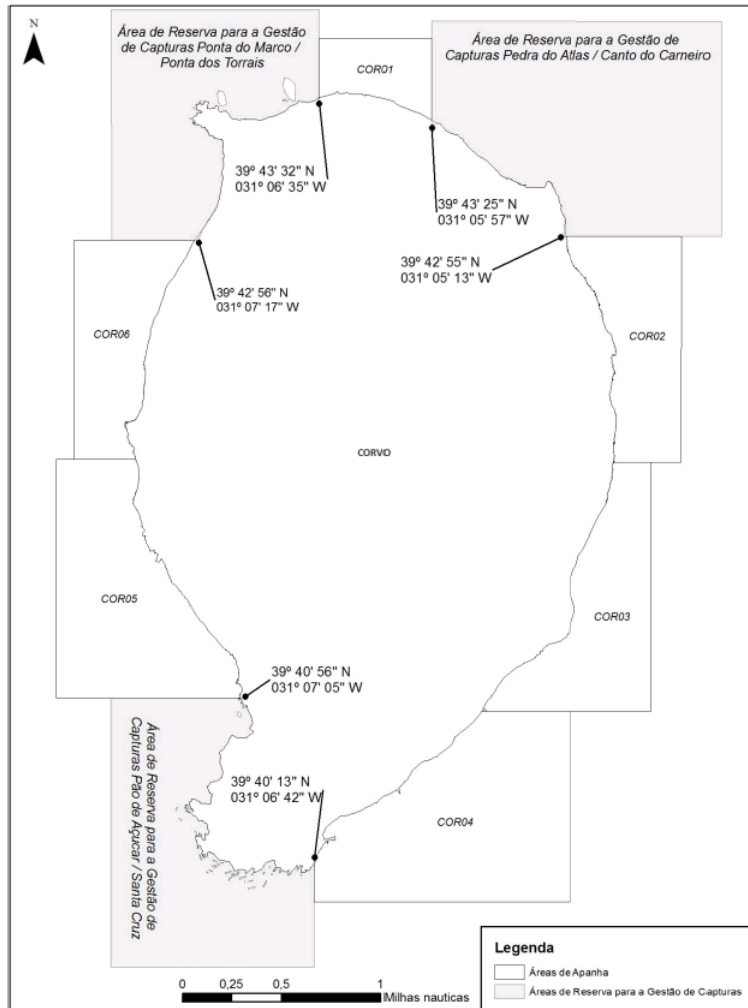 N
Área de Reserva para a Gestão
de Capturas Ponta do Marco /
Ponta dos Torrais
COR01
Área de Reserva para a Gestão de
Capturas Pedra do Atlas / Canto do Carneiro
39º 43' 32" N
031º 06' 35" W
39º 43' 25" N
031º 05' 57" W
39º 42' 55" N
031º 05' 13" W
39º 42' 56" N
031º 07' 17" W
COR06
COR02
CORVO
COR05
COR03
39º 40' 56" N
031º 07' 05" W
Área de Reserva para a Gestão de
Capturas Pão de Açucar / Santa Cruz
39º 40' 13" N
031º 06' 42" W
COR04
0 0,25 0,5 1
Milhas nauticas
Legenda
Áreas de Apanha
Áreas de Reserva para a Gestão de Capturas